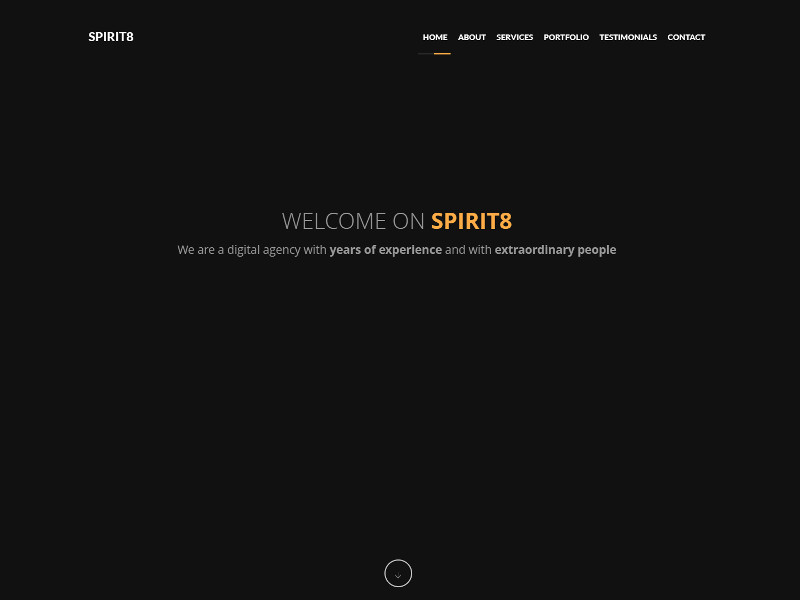 SPIRIT8
HOME ABOUT SERVICES PORTFOLIO TESTIMONIALS CONTACT
WELCOME ON SPIRIT8
We are a digital agency with years of experience and with extraordinary people